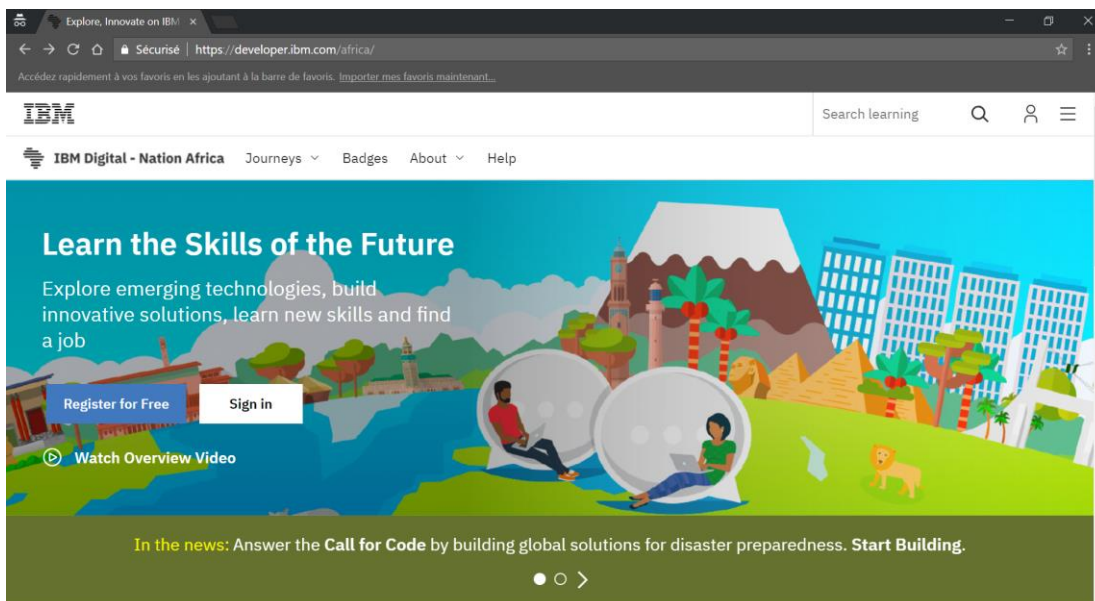 Explore, Innovate on IBM
Sécurisé | https://developer.ibm.com/africa/
Accédez rapidement à vos favoris en les ajoutant à la barre de favoris. Importer mes favoris maintenant...
IBM
Search learning
IBM Digital - Nation Africa Journeys Badges About Help
Learn the Skills of the Future
Explore emerging technologies, build
innovative solutions, learn new skills and find
a job
Register for Free Sign in
Watch Overview Video
In the news: Answer the Call for Code by building global solutions for disaster preparedness. Start Building.